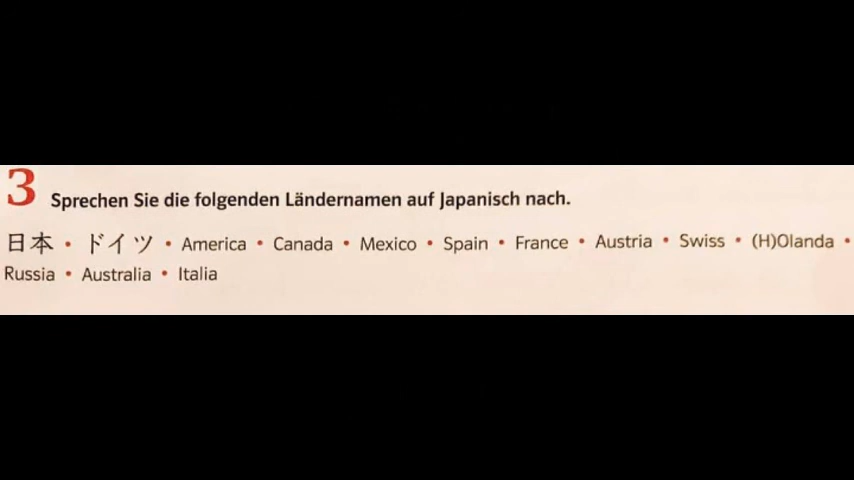 3 Sprechen Sie die folgenden Ländernamen auf Japanisch nach.
日本 • ドイツ • America • Canada • Mexico • Spain • France • Austria • Swiss • (H)Olanda •
Russia • Australia • Italia